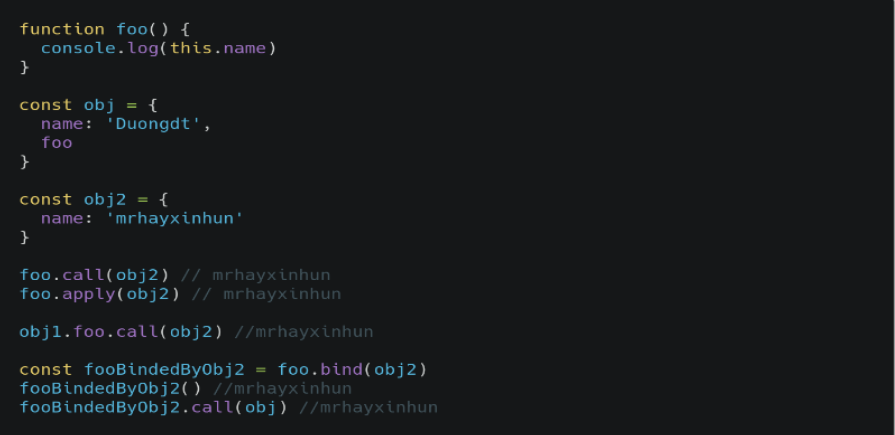 function foo() {
  console.log(this.name)
}

const obj = {
  name: 'Duongdt',
  foo
}

const obj2 = {
  name: 'mrhayxinhun'
}

foo.call(obj2) // mrhayxinhun
foo.apply(obj2) // mrhayxinhun

obj1.foo.call(obj2) //mrhayxinhun

const fooBindedByObj2 = foo.bind(obj2)
fooBindedByObj2() //mrhayxinhun
fooBindedByObj2.call(obj) //mrhayxinhun